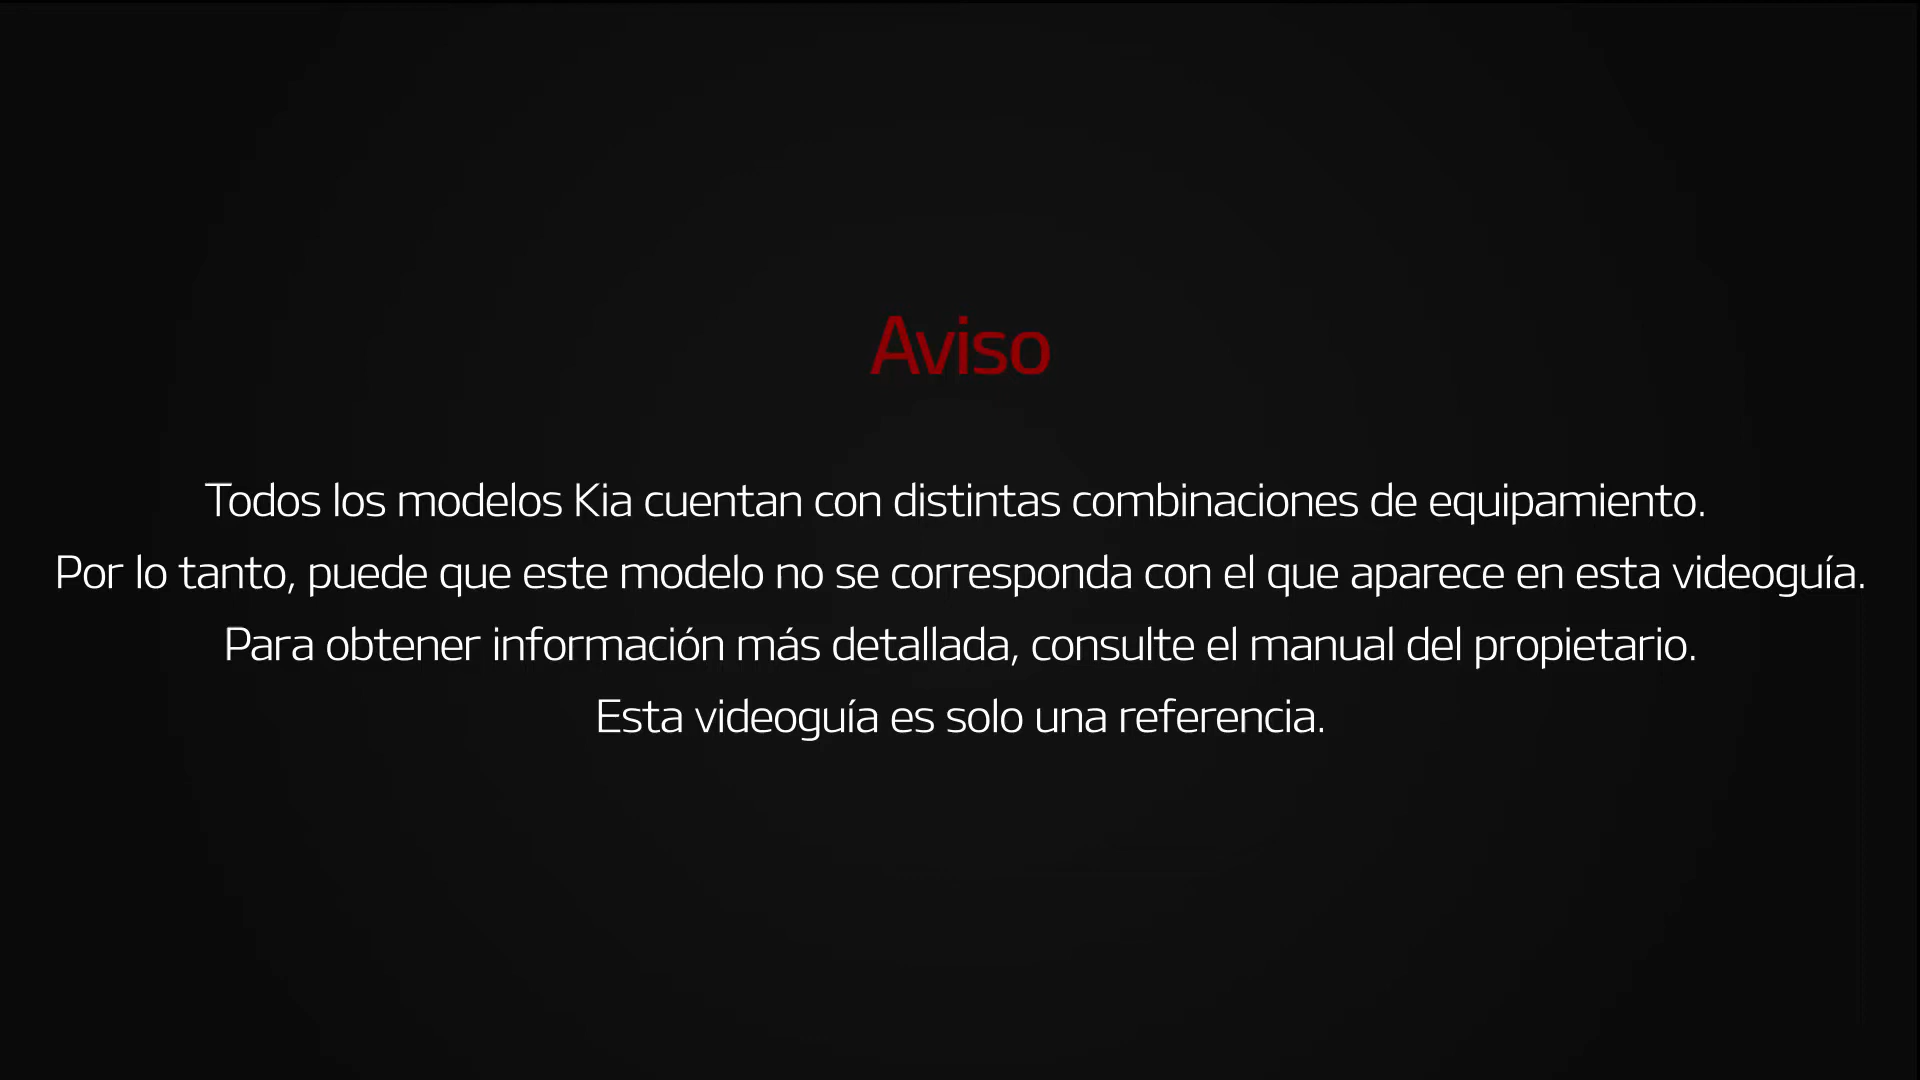 Aviso
Todos los modelos Kia cuentan con distintas combinaciones de equipamiento.
Por lo tanto, puede que este modelo no se corresponda con el que aparece en esta videoguía.
Para obtener información más detallada, consulte el manual del propietario.
Esta videoguía es solo una referencia.